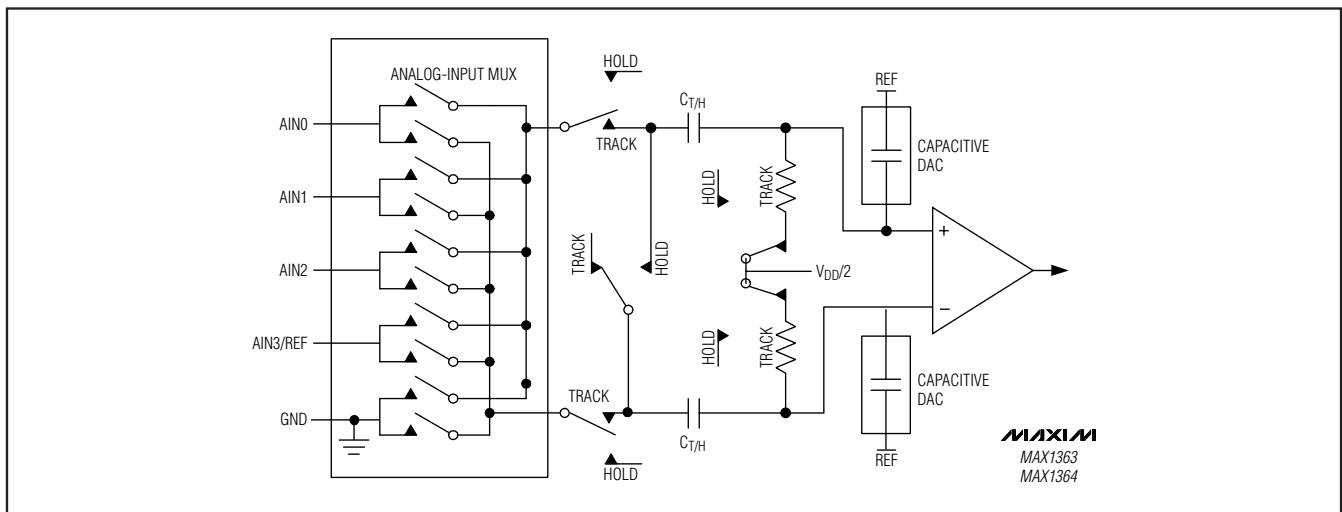 ANALOG-INPUT MUX
AIN0
AIN1
AIN2
AIN3/REF
GND
HOLD
TRACK
TRACK
HOLD
TRACK
HOLD
CT/H
CT/H
HOLD
TRACK
VDD/2
HOLD
TRACK
REF
CAPACITIVE
DAC
+
−
CAPACITIVE
DAC
REF
MAXIM
MAX1363
MAX1364